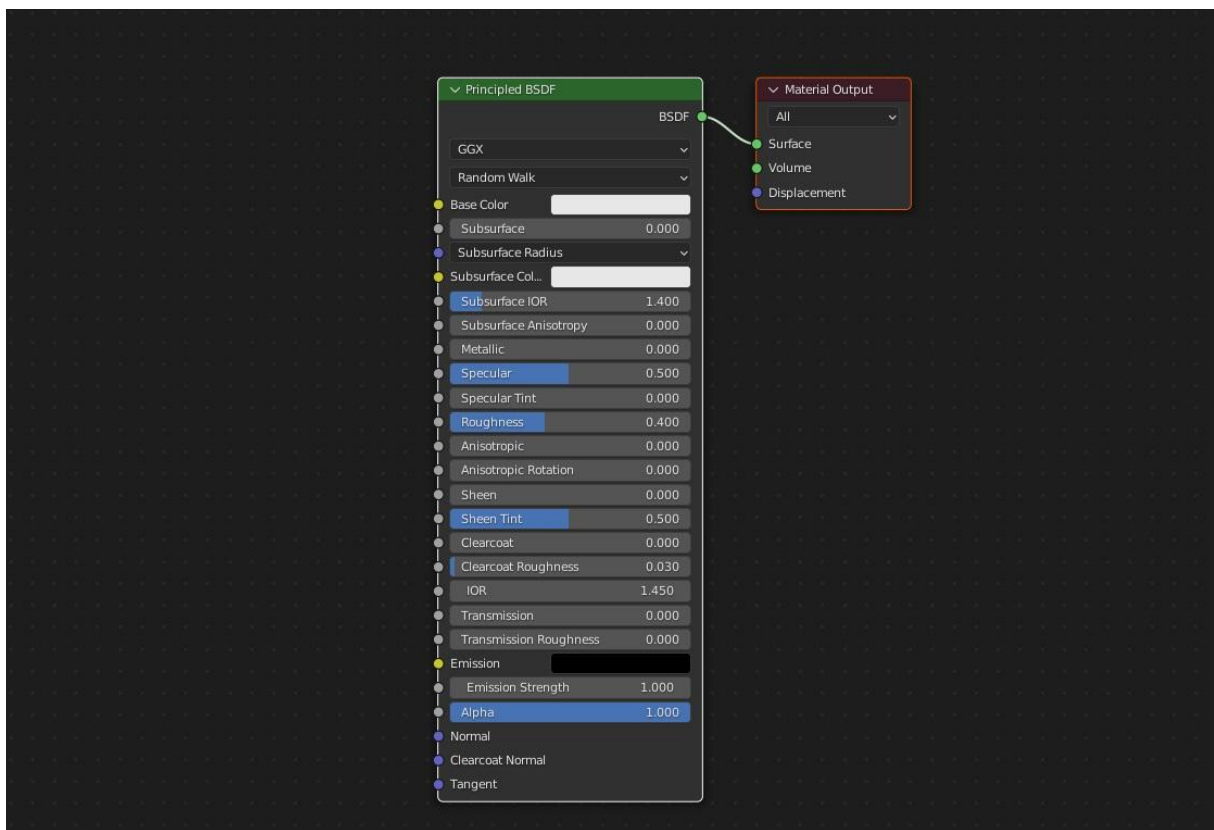 Principled BSDF
BSDF
GGX
Random Walk
Base Color
Subsurface 0.000
Subsurface Radius
Subsurface Col...
Subsurface IOR 1.400
Subsurface Anisotropy 0.000
Metallic 0.000
Specular 0.500
Specular Tint 0.000
Roughness 0.400
Anisotropic 0.000
Anisotropic Rotation 0.000
Sheen 0.000
Sheen Tint 0.500
Clearcoat 0.000
Clearcoat Roughness 0.030
IOR 1.450
Transmission 0.000
Transmission Roughness 0.000
Emission
Emission Strength 1.000
Alpha 1.000
Normal
Clearcoat Normal
Tangent
Material Output
All
Surface
Volume
Displacement